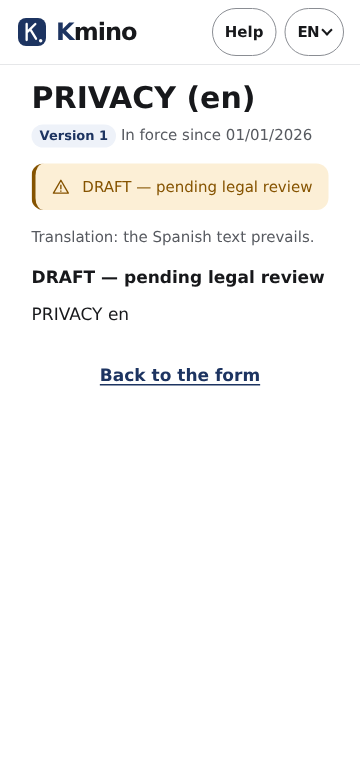 K. Kmino
Help
EN
PRIVACY (en)
Version 1 In force since 01/01/2026
DRAFT — pending legal review
Translation: the Spanish text prevails.
DRAFT — pending legal review
PRIVACY en
Back to the form